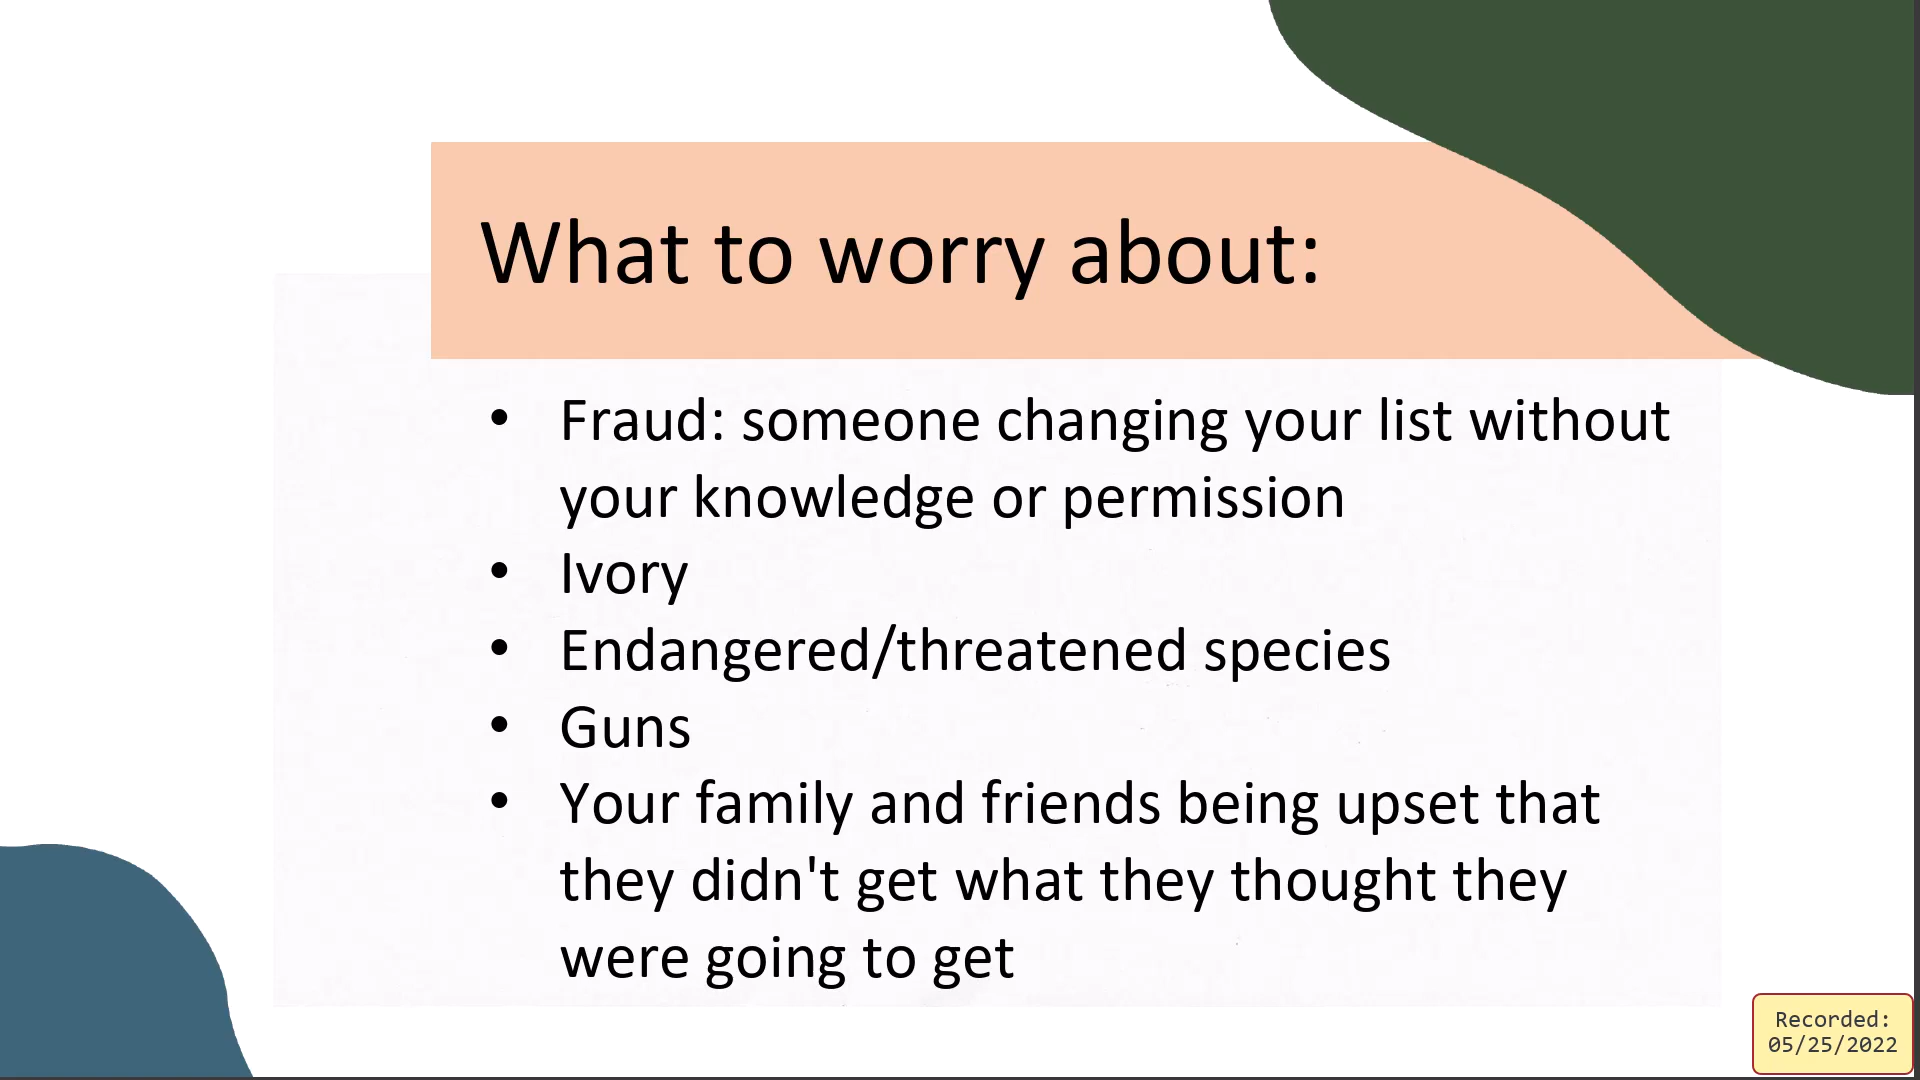 What to worry about:
• Fraud: someone changing your list without
your knowledge or permission
• Ivory
• Endangered/threatened species
• Guns
• Your family and friends being upset that
they didn't get what they thought they
were going to get
Recorded:
05/25/2022